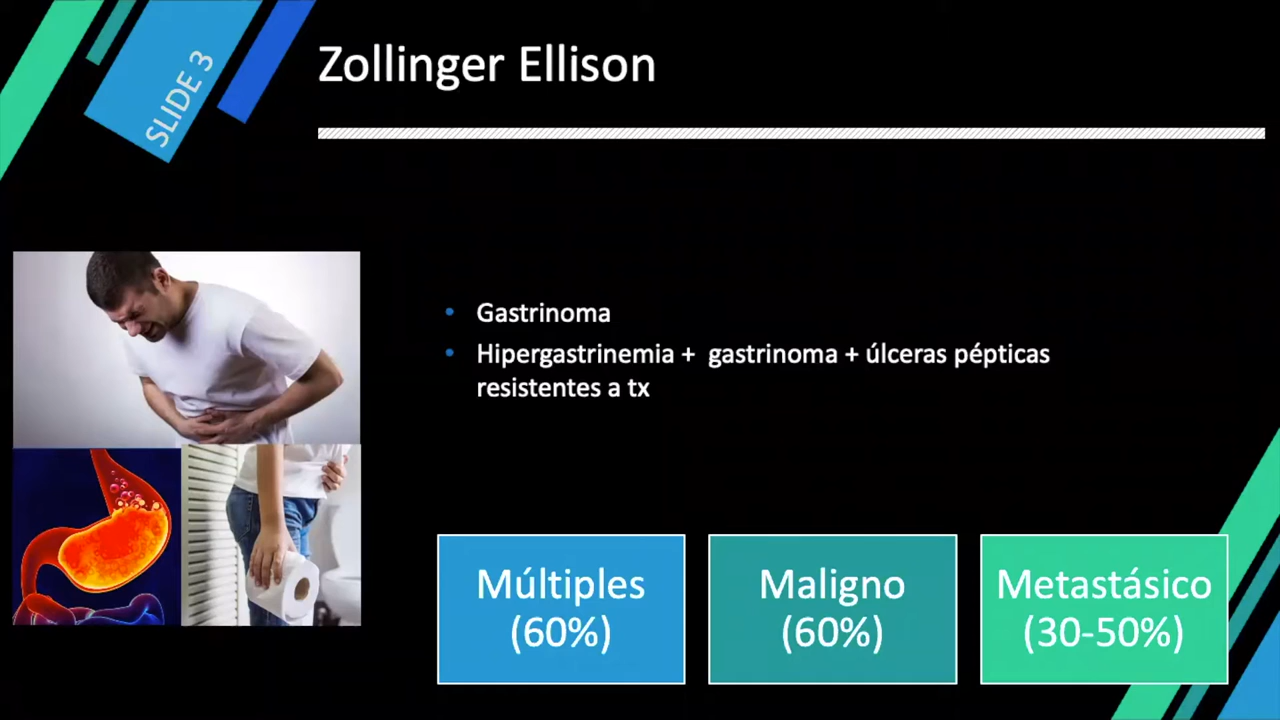 SLIDE 3
Zollinger Ellison
• Gastrinoma
• Hipergastrinemia + gastrinoma + úlceras pépticas
resistentes a tx
Múltiples
(60%)
Maligno
(60%)
Metastásico
(30-50%)